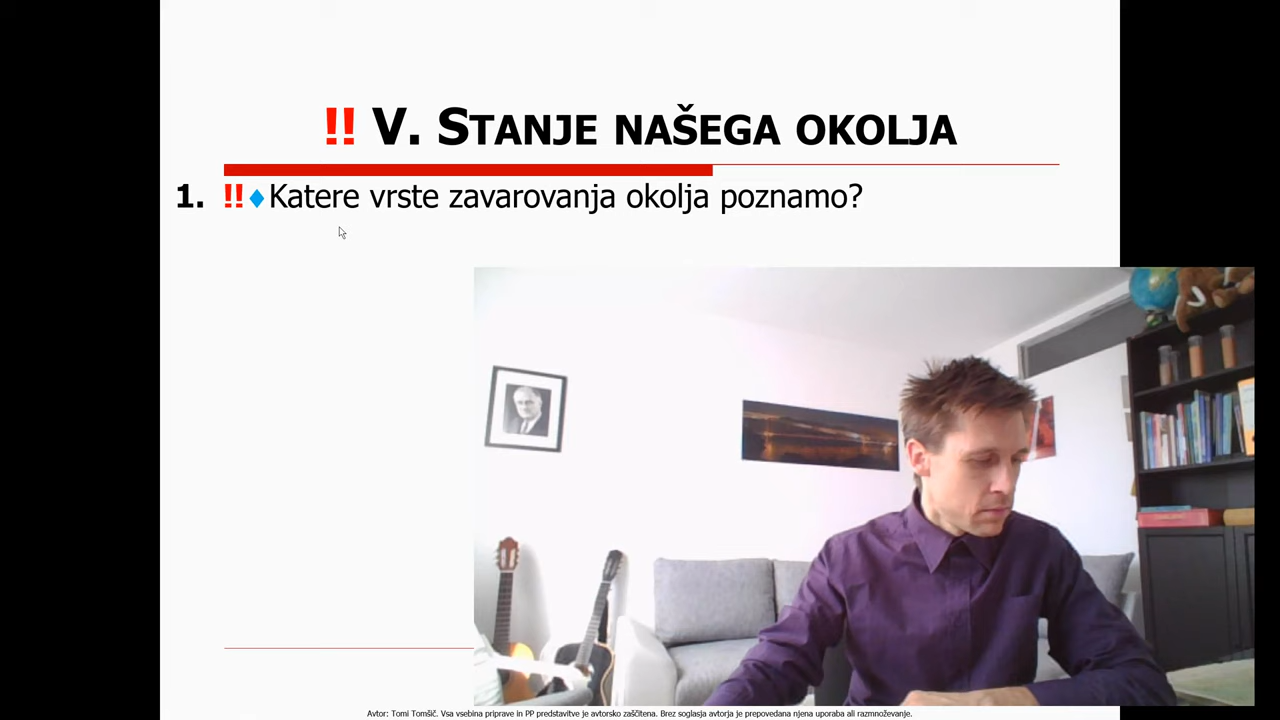 !! V. STANJE NAŠEGA OKOLJA
1. !!♦Katere vrste zavarovanja okolja poznamo?
Avtor: Tomi Tomšič. Vsa vsebina priprave in PP predstavitve je avtorsko zaščitena. Brez soglasja avtorja je prepovedana njena uporaba ali razmnoževanje.